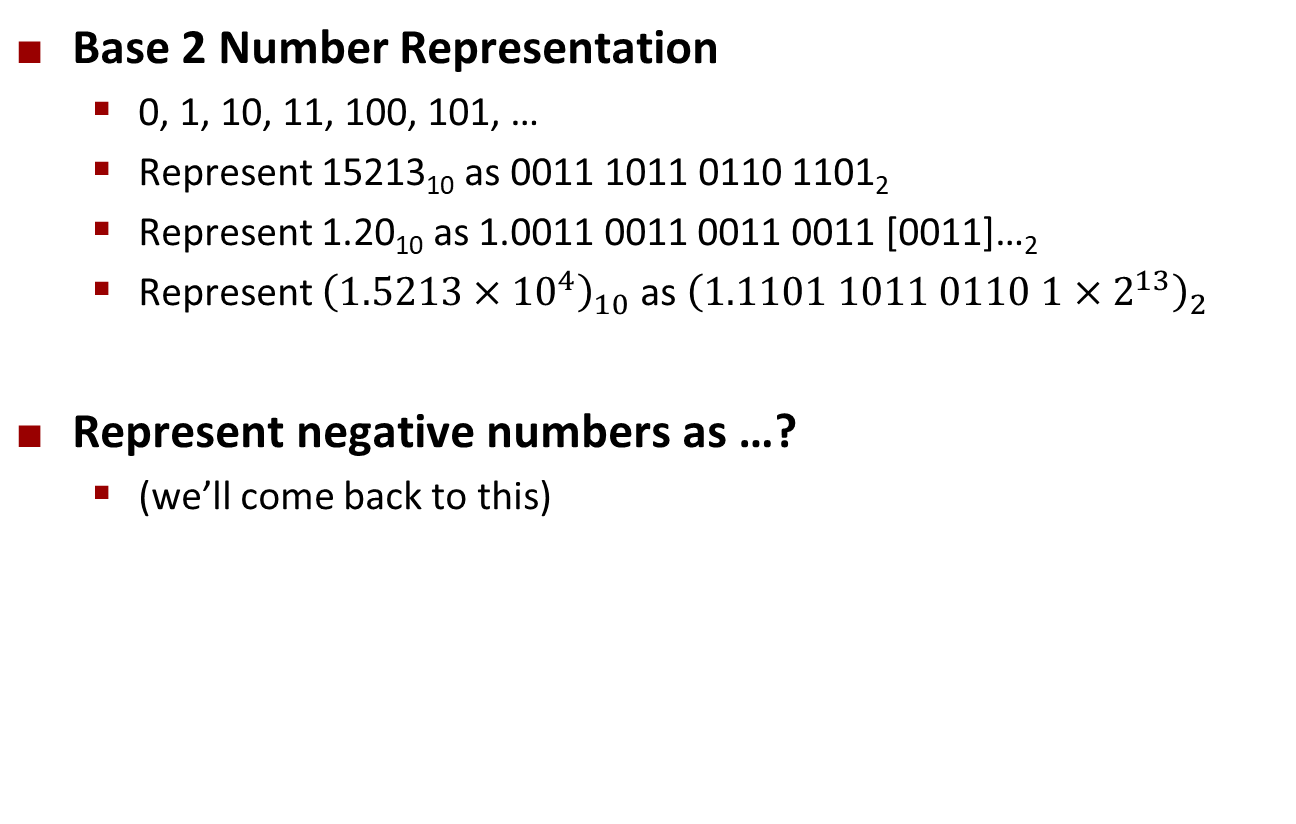 ■ Base 2 Number Representation
▪ 0, 1, 10, 11, 100, 101, …
▪ Represent 15213₁₀ as 0011 1011 0110 1101₂
▪ Represent 1.20₁₀ as 1.0011 0011 0011 0011 [0011]…₂
▪ Represent (1.5213 × 10⁴)₁₀ as (1.1101 1011 0110 1 × 2¹³)₂
■ Represent negative numbers as …?
▪ (we’ll come back to this)